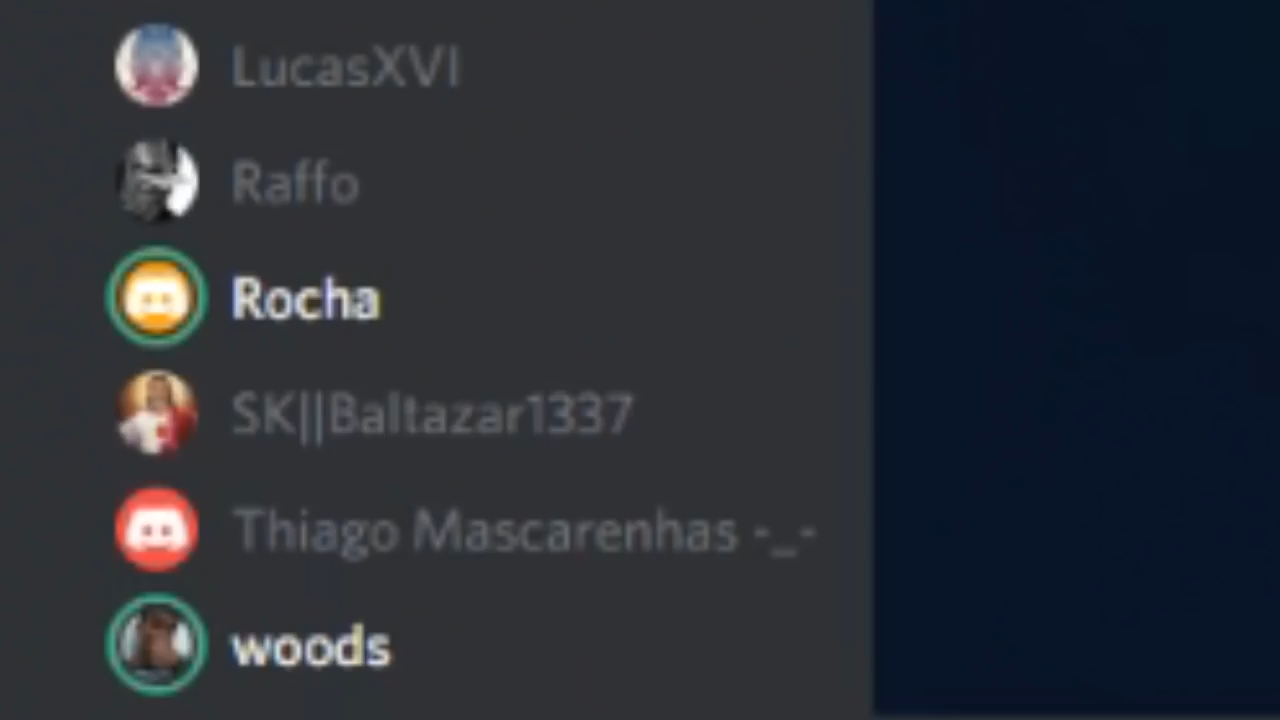 LucasXVI
Raffo
Rocha
SK||Baltazar1337
Thiago Mascarenhas -_-
woods